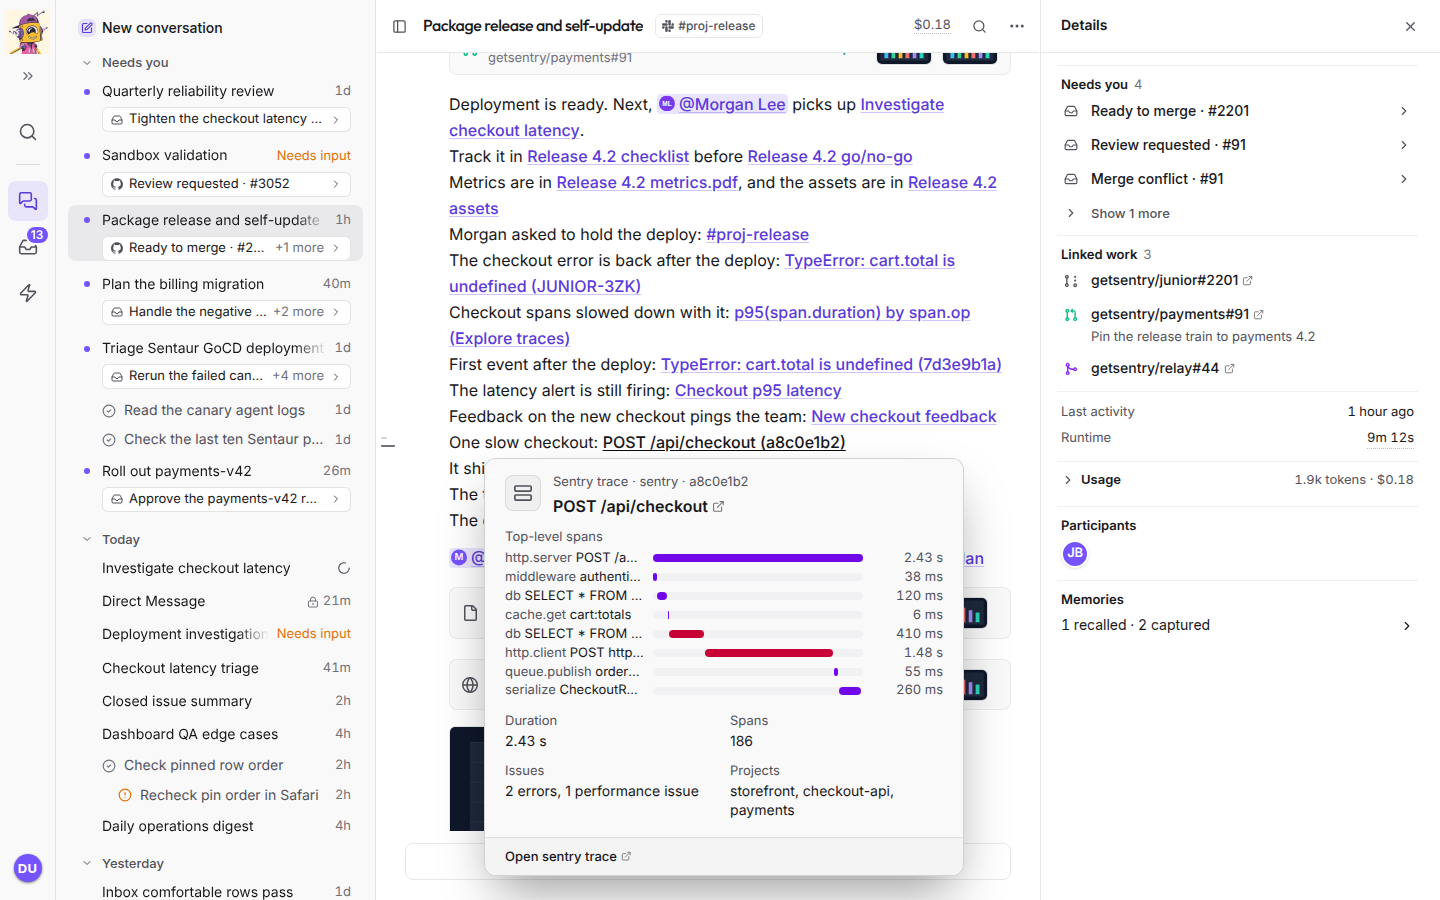 New conversation
Needs you
Quarterly reliability review 1d
Tighten the checkout latency ...
Sandbox validation Needs input
Review requested · #3052
Package release and self-update 1h
Ready to merge · #2... +1 more
Plan the billing migration 40m
Handle the negative ... +2 more
Triage Sentaur GoCD deployment 1d
Rerun the failed can... +4 more
Read the canary agent logs 1d
Check the last ten Sentaur p... 1d
Roll out payments-v42 26m
Approve the payments-v42 r...
Today
Investigate checkout latency
Direct Message 21m
Deployment investigation Needs input
Checkout latency triage 41m
Closed issue summary 2h
Dashboard QA edge cases 4h
Check pinned row order 2h
Recheck pin order in Safari 2h
Daily operations digest 4h
Yesterday
Inbox comfortable rows pass 1d
13
DU
Package release and self-update #proj-release $0.18
getsentry/payments#91
Deployment is ready. Next, ML @Morgan Lee picks up Investigate
checkout latency.
Track it in Release 4.2 checklist before Release 4.2 go/no-go
Metrics are in Release 4.2 metrics.pdf, and the assets are in Release 4.2
assets
Morgan asked to hold the deploy: #proj-release
The checkout error is back after the deploy: TypeError: cart.total is
undefined (JUNIOR-3ZK)
Checkout spans slowed down with it: p95(span.duration) by span.op
(Explore traces)
First event after the deploy: TypeError: cart.total is undefined (7d3e9b1a)
The latency alert is still firing: Checkout p95 latency
Feedback on the new checkout pings the team: New checkout feedback
One slow checkout: POST /api/checkout (a8c0e1b2)
It shi
The
The
M @
lan
Sentry trace · sentry · a8c0e1b2
POST /api/checkout
Top-level spans
http.server POST /a... 2.43 s
middleware authenti... 38 ms
db SELECT * FROM ... 120 ms
cache.get cart:totals 6 ms
db SELECT * FROM ... 410 ms
http.client POST http... 1.48 s
queue.publish order... 55 ms
serialize CheckoutR... 260 ms
Duration Spans
2.43 s 186
Issues Projects
2 errors, 1 performance issue storefront, checkout-api,
payments
Open sentry trace
Details
Needs you 4
Ready to merge · #2201
Review requested · #91
Merge conflict · #91
Show 1 more
Linked work 3
getsentry/junior#2201
getsentry/payments#91
Pin the release train to payments 4.2
getsentry/relay#44
Last activity 1 hour ago
Runtime 9m 12s
Usage 1.9k tokens · $0.18
Participants
JB
Memories
1 recalled · 2 captured